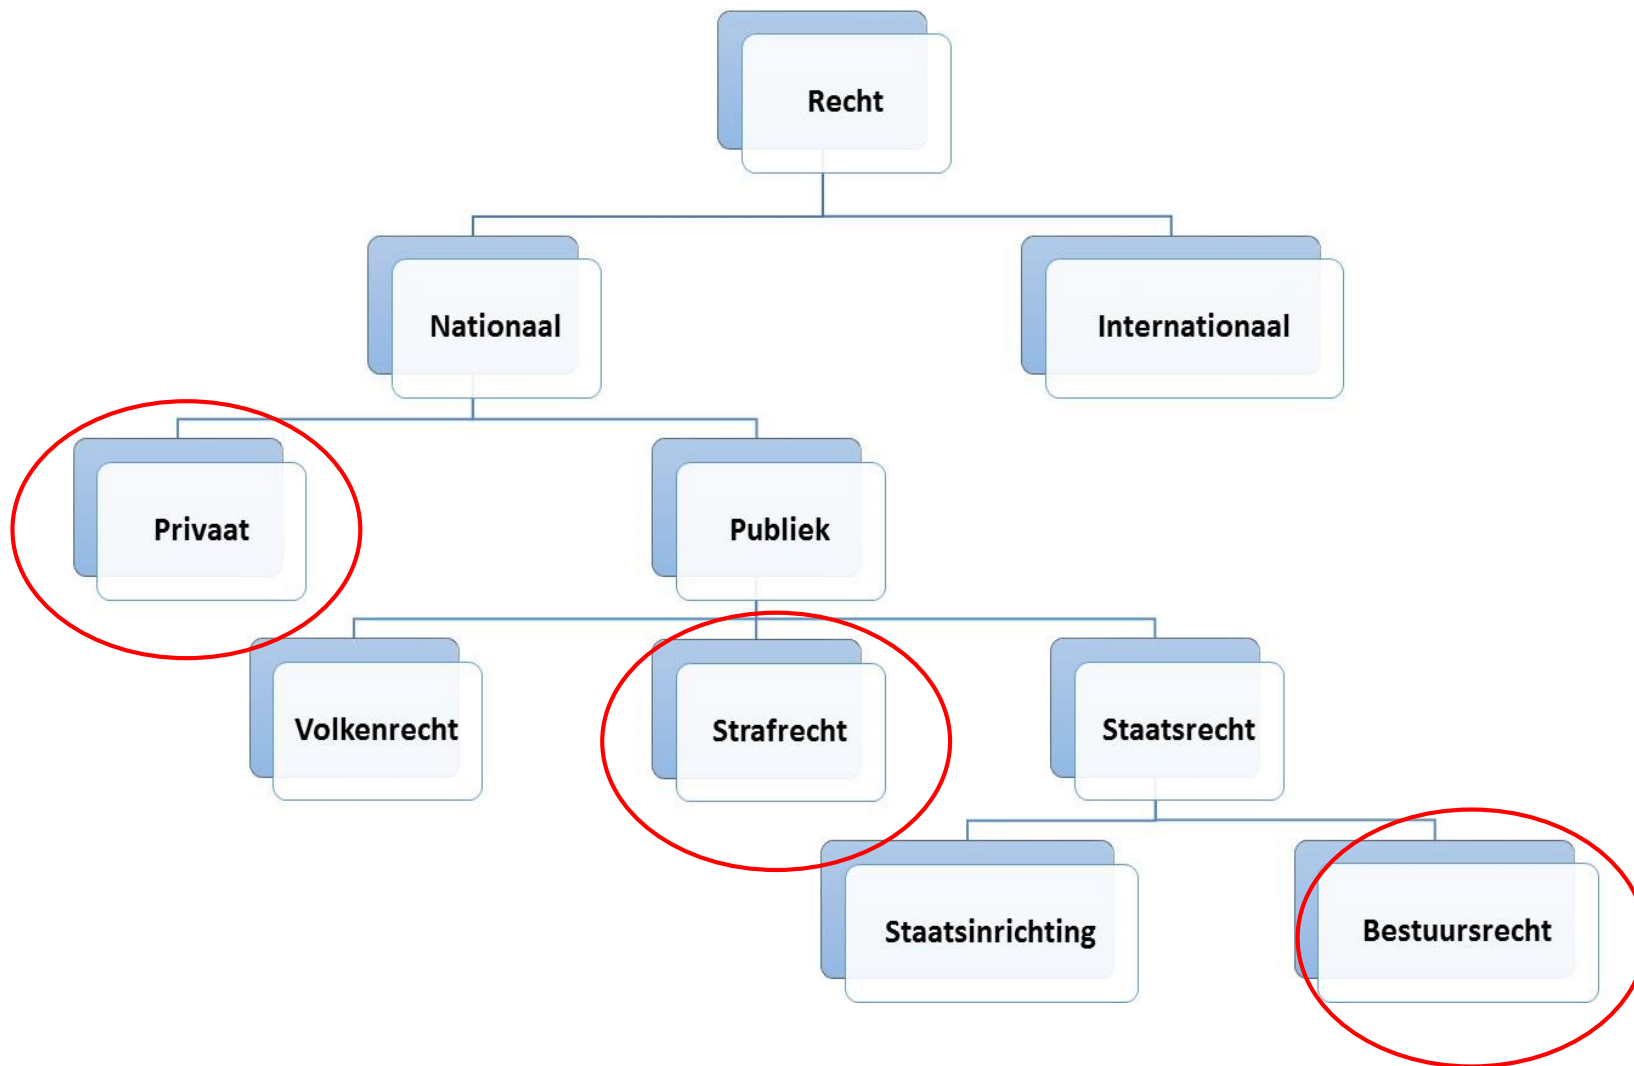 Recht
Nationaal
Internationaal
Privaat
Publiek
Volkenrecht
Strafrecht
Staatsrecht
Staatsinrichting
Bestuursrecht